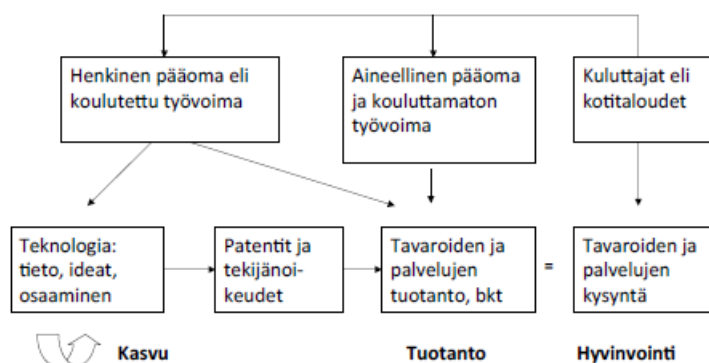 Henkinen pääoma eli
koulutettu työvoima
Aineellinen pääoma
ja kouluttamaton
työvoima
Kuluttajat eli
kotitaloudet
Teknologia:
tieto, ideat,
osaaminen
Patentit ja
tekijänoi-
keudet
Tavaroiden ja
palvelujen
tuotanto, bkt
=
Tavaroiden ja
palvelujen
kysyntä
Kasvu
Tuotanto
Hyvinvointi